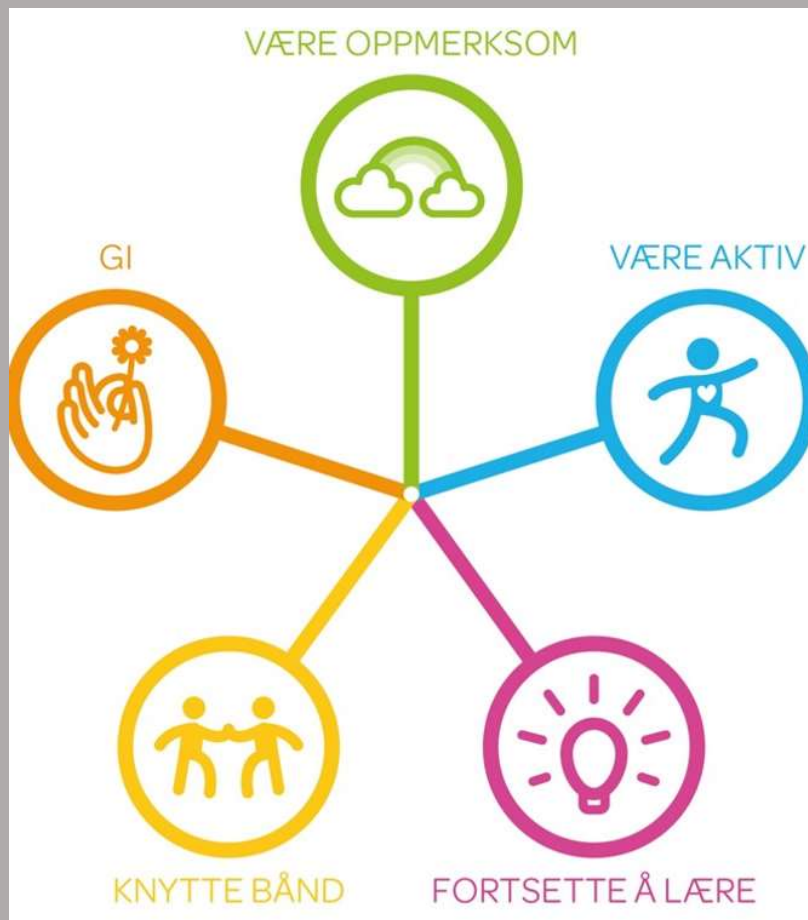 VÆRE OPPMERKSOM
GI
VÆRE AKTIV
KNYTTE BÅND
FORTSETTE Å LÆRE